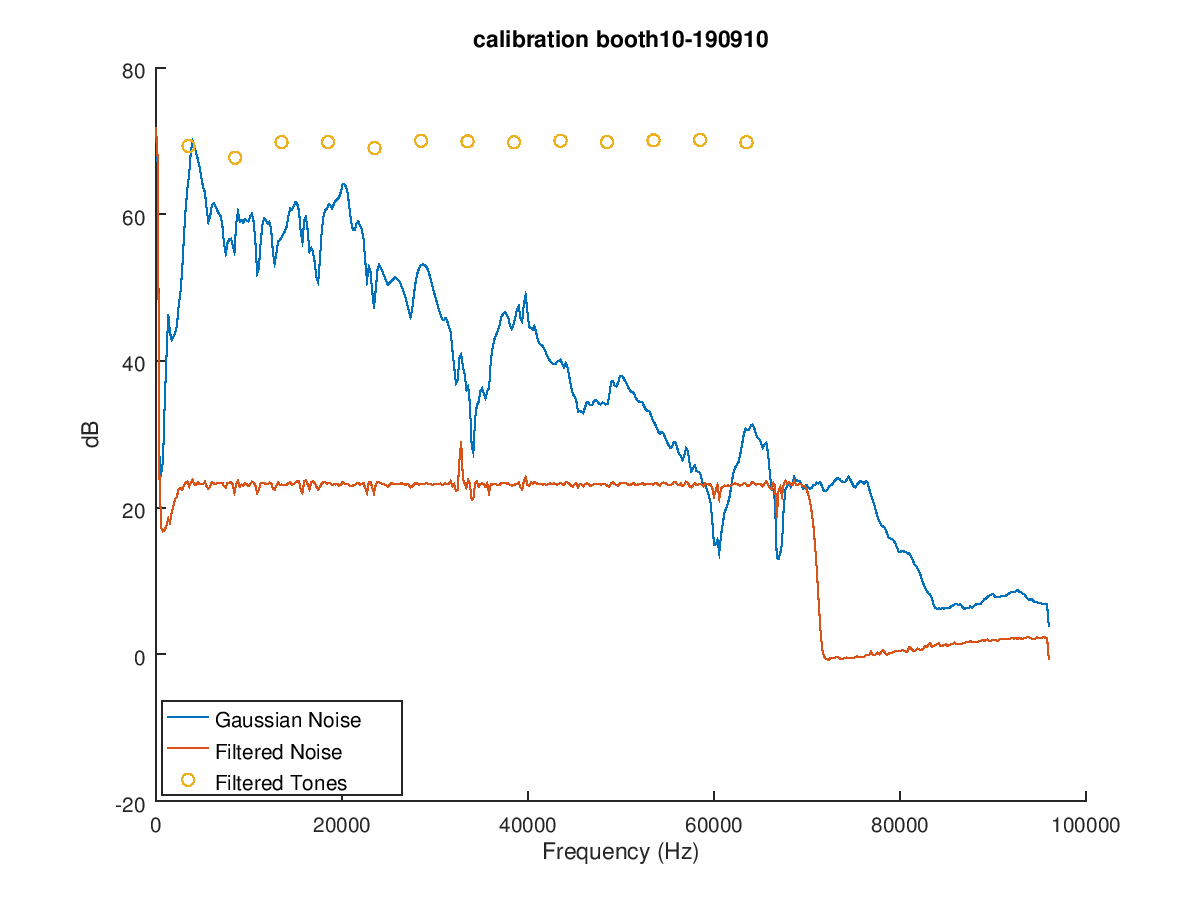 calibration booth10-190910
80
60
40
20
0
-20
dB
Gaussian Noise
Filtered Noise
Filtered Tones
0 20000 40000 60000 80000 100000
Frequency (Hz)